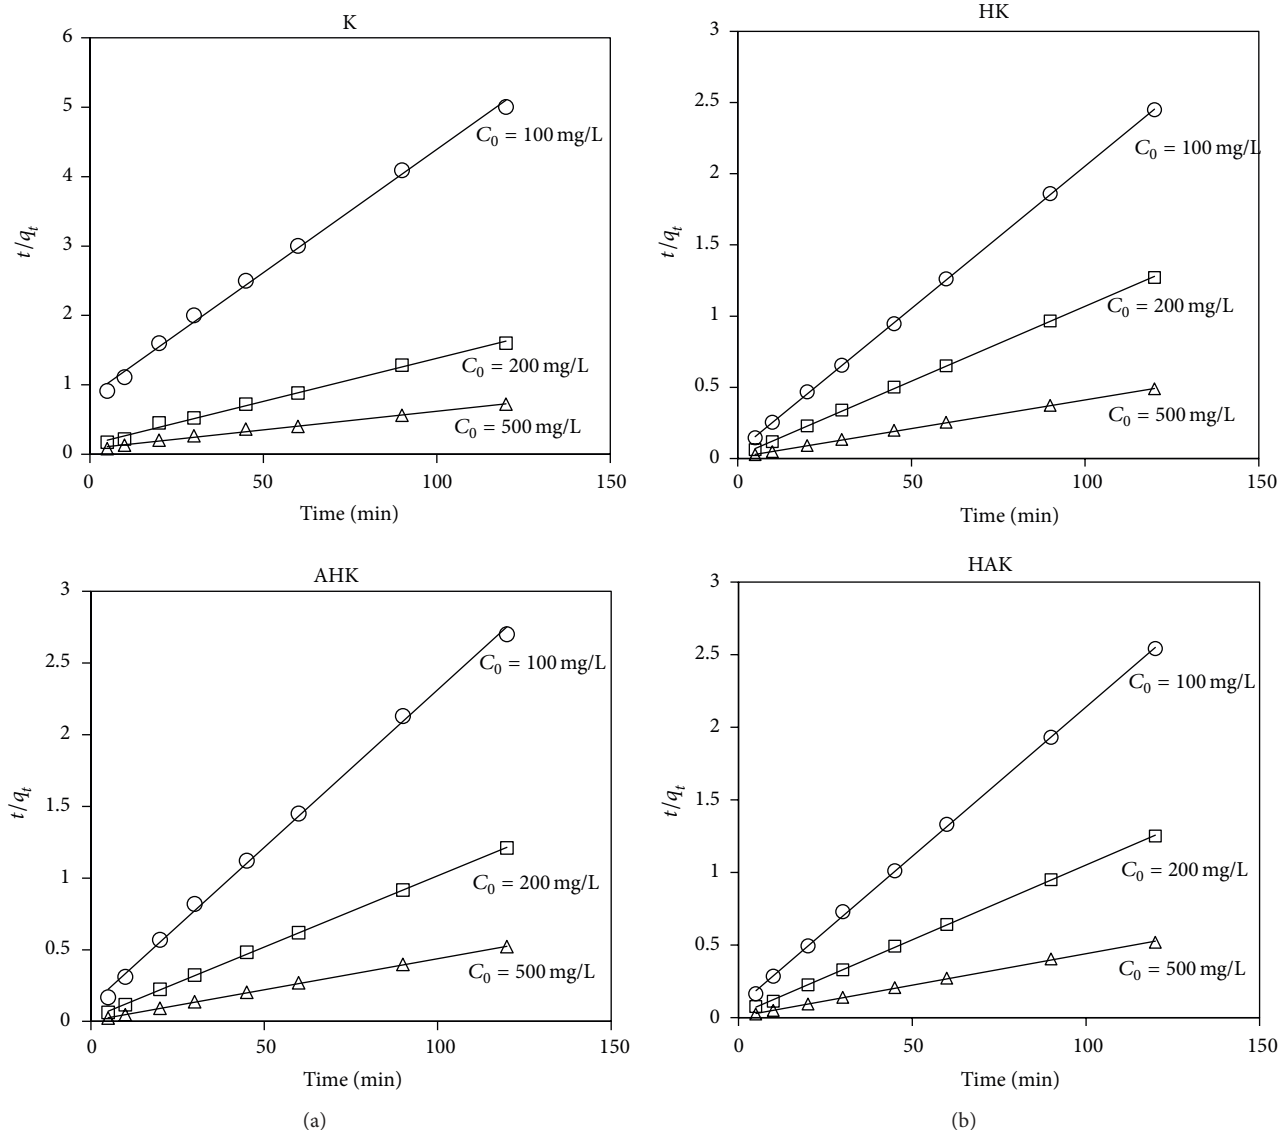 K
6
5
4
3
2
1
0
t/qₜ
C₀ = 100 mg/L
C₀ = 200 mg/L
C₀ = 500 mg/L
0
50
100
150
Time (min)
HK
3
2.5
2
1.5
1
0.5
0
t/qₜ
C₀ = 100 mg/L
C₀ = 200 mg/L
C₀ = 500 mg/L
0
50
100
150
Time (min)
AHK
3
2.5
2
1.5
1
0.5
0
t/qₜ
C₀ = 100 mg/L
C₀ = 200 mg/L
C₀ = 500 mg/L
0
50
100
150
Time (min)
(a)
HAK
3
2.5
2
1.5
1
0.5
0
t/qₜ
C₀ = 100 mg/L
C₀ = 200 mg/L
C₀ = 500 mg/L
0
50
100
150
Time (min)
(b)